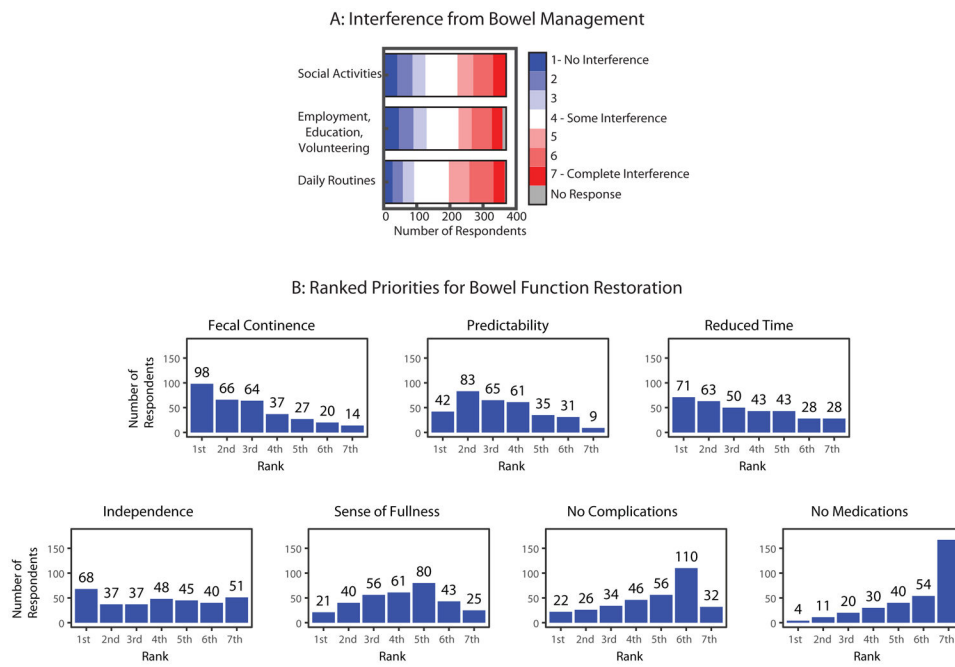 A: Interference from Bowel Management
Social Activities
Employment,
Education,
Volunteering
Daily Routines
0 100 200 300 400
Number of Respondents
1- No Interference
2
3
4 - Some Interference
5
6
7 - Complete Interference
No Response
B: Ranked Priorities for Bowel Function Restoration
Fecal Continence
Number of
Respondents
150
100
50
0
98 66 64 37 27 20 14
1st 2nd 3rd 4th 5th 6th 7th
Rank
Predictability
150
100
50
0
42 83 65 61 35 31 9
1st 2nd 3rd 4th 5th 6th 7th
Rank
Reduced Time
150
100
50
0
71 63 50 43 43 28 28
1st 2nd 3rd 4th 5th 6th 7th
Rank
Independence
Number of
Respondents
150
100
50
0
68 37 37 48 45 40 51
1st 2nd 3rd 4th 5th 6th 7th
Rank
Sense of Fullness
150
100
50
0
21 40 56 61 80 43 25
1st 2nd 3rd 4th 5th 6th 7th
Rank
No Complications
150
100
50
0
22 26 34 46 56 110 32
1st 2nd 3rd 4th 5th 6th 7th
Rank
No Medications
150
100
50
0
4 11 20 30 40 54
1st 2nd 3rd 4th 5th 6th 7th
Rank